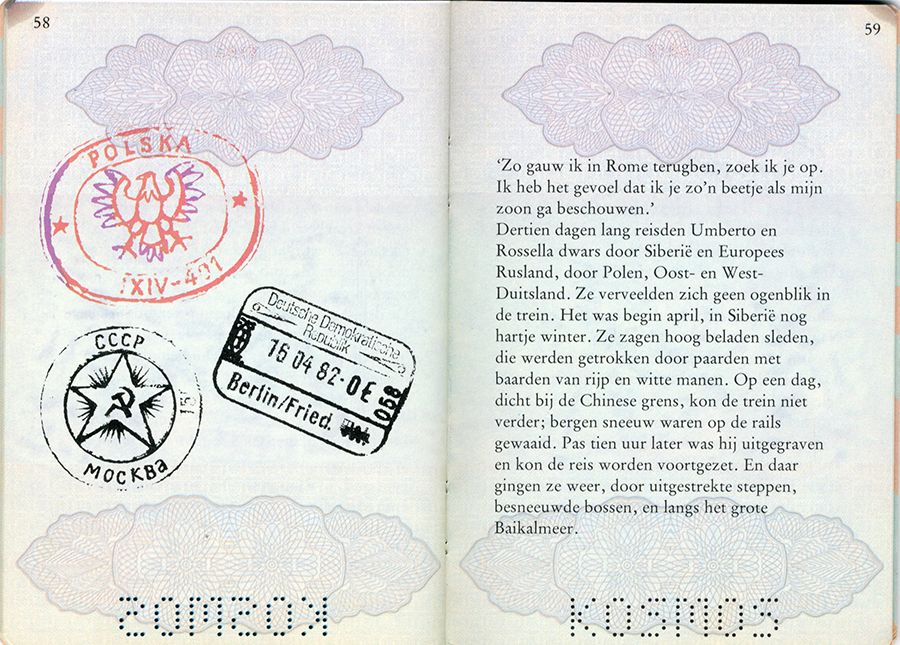 58
POLSKA
XIV-491
CCCP
МОСКВа
Deutsche Demokratische
Republik
16 04 82·0E
058
Berlin/Fried.
KOSMOS
59
‘Zo gauw ik in Rome terugben, zoek ik je op.
Ik heb het gevoel dat ik je zo’n beetje als mijn
zoon ga beschouwen.’
Dertien dagen lang reisden Umberto en
Rossella dwars door Siberië en Europees
Rusland, door Polen, Oost- en West-
Duitsland. Ze verveelden zich geen ogenblik in
de trein. Het was begin april, in Siberië nog
hartje winter. Ze zagen hoog beladen sleden,
die werden getrokken door paarden met
baarden van rijp en witte manen. Op een dag,
dicht bij de Chinese grens, kon de trein niet
verder; bergen sneeuw waren op de rails
gewaaid. Pas tien uur later was hij uitgegraven
en kon de reis worden voortgezet. En daar
gingen ze weer, door uitgestrekte steppen,
besneeuwde bossen, en langs het grote
Baikalmeer.
KOSMOS